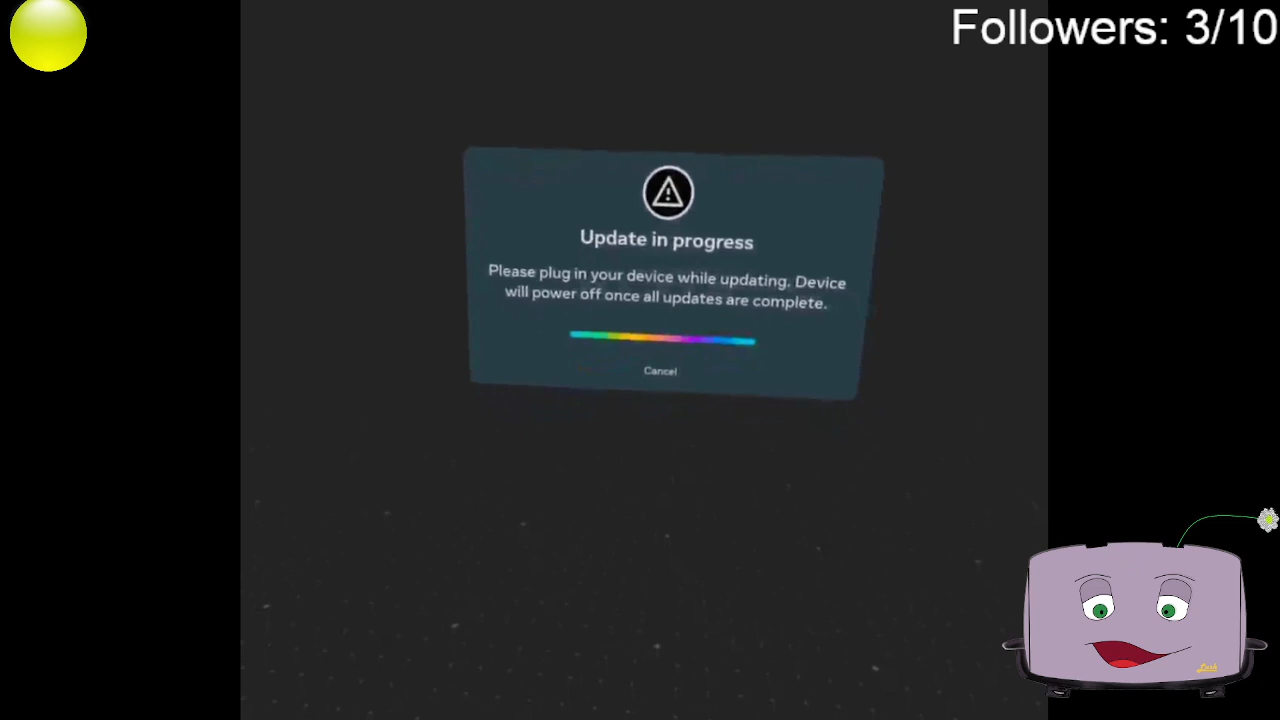 Followers: 3/10
Update in progress
Please plug in your device while updating. Device
will power off once all updates are complete.
Cancel
Lush